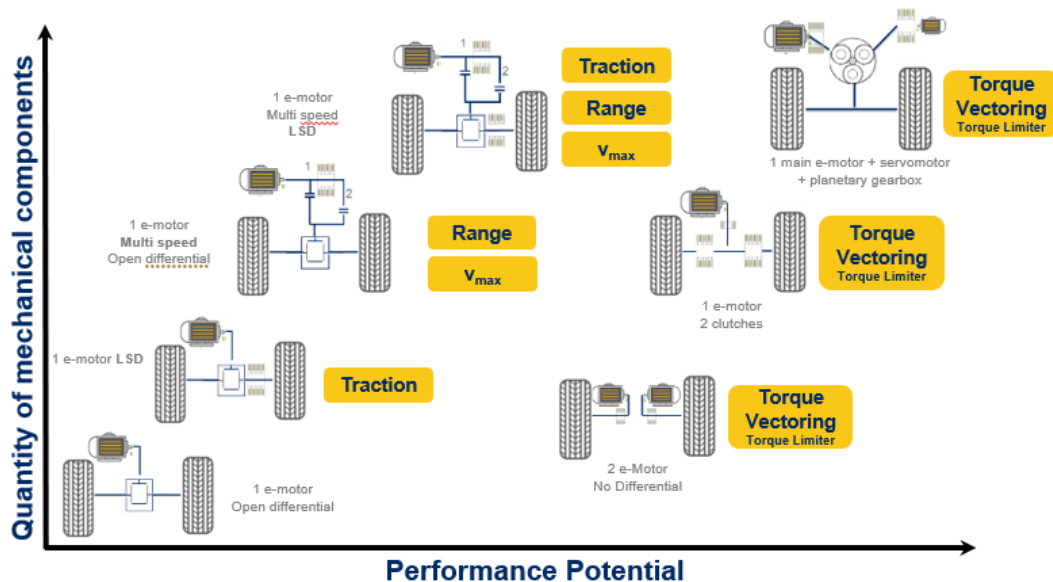 Quantity of mechanical components
1
2
1 e-motor
Multi speed
LSD
Traction
Range
vmax
Torque
Vectoring
Torque Limiter
1 main e-motor + servomotor
+ planetary gearbox
1
2
1 e-motor
Multi speed
Open differential
Range
vmax
1 e-motor
2 clutches
Torque
Vectoring
Torque Limiter
1 e-motor LSD
Traction
2 e-Motor
No Differential
Torque
Vectoring
Torque Limiter
1 e-motor
Open differential
Performance Potential